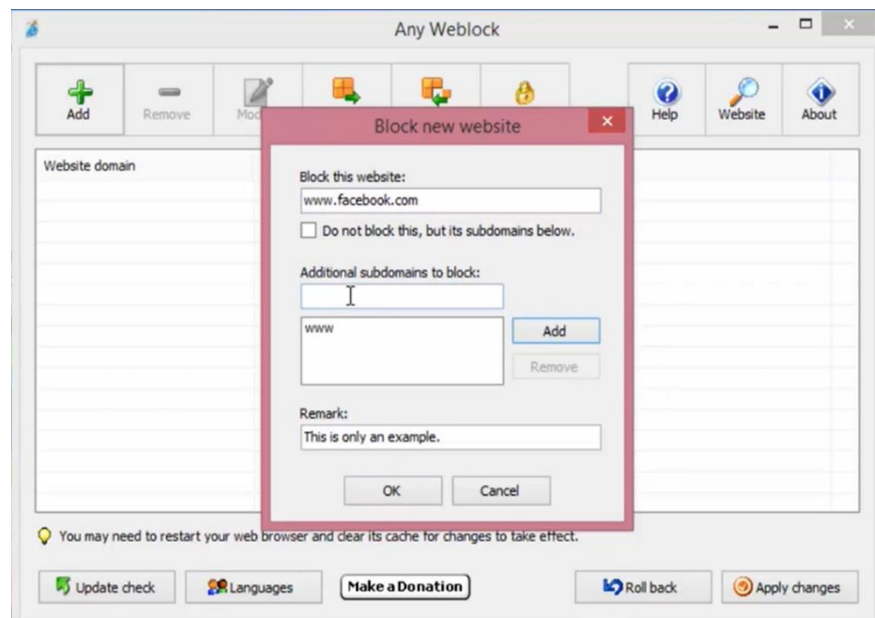 Any Weblock
Add
Remove
Mod
Help
Website
About
Block new website
Website domain
Block this website:
www.facebook.com
Do not block this, but its subdomains below.
Additional subdomains to block:
www
Add
Remove
Remark:
This is only an example.
OK
Cancel
You may need to restart your web browser and clear its cache for changes to take effect.
Update check
Languages
Make a Donation
Roll back
Apply changes